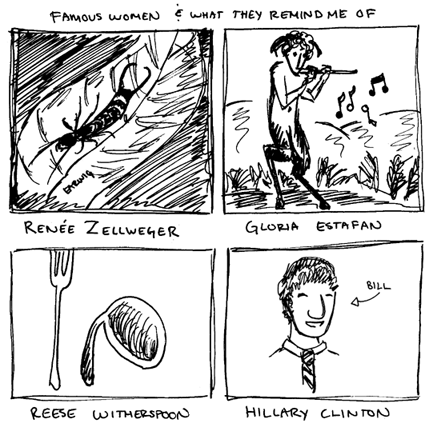 FAMOUS WOMEN & WHAT THEY REMIND ME OF
EARWIG
RENÉE ZELLWEGER
GLORIA ESTAFAN
BILL
REESE WITHERSPOON
HILLARY CLINTON